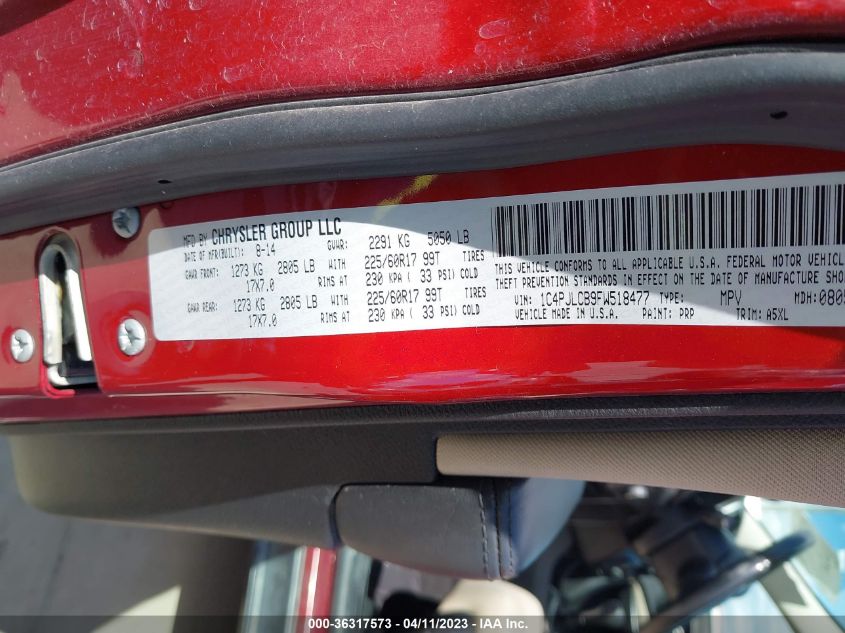 MFD BY CHRYSLER GROUP LLC
DATE OF MFR(BUILT): 8-14 GVWR: 2291 KG 5050 LB
GAWR FRONT: 1273 KG 2805 LB WITH 225/60R17 99T TIRES
17X7.0 RIMS AT 230 KPA ( 33 PSI) COLD
GAWR REAR: 1273 KG 2805 LB WITH 225/60R17 99T TIRES
17X7.0 RIMS AT 230 KPA ( 33 PSI) COLD
THIS VEHICLE CONFORMS TO ALL APPLICABLE U.S.A. FEDERAL MOTOR VEHICLE
THEFT PREVENTION STANDARDS IN EFFECT ON THE DATE OF MANUFACTURE SHO
VIN: 1C4PJLCB9FW518477 TYPE: MPV MDH:080
VEHICLE MADE IN U.S.A. PAINT: PRP TRIM: A5XL
000-36317573 - 04/11/2023 - IAA, Inc.